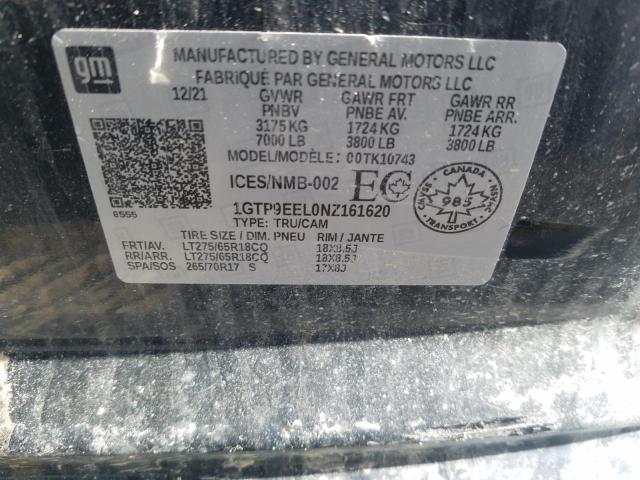 gm
MANUFACTURED BY GENERAL MOTORS LLC
FABRIQUÉ PAR GENERAL MOTORS LLC
12/21 GVWR GAWR FRT GAWR RR
PNBV PNBE AV. PNBE ARR.
3175 KG 1724 KG 1724 KG
7000 LB 3800 LB 3800 LB
MODEL/MODÈLE: 00TK10743
ICES/NMB-002 EC
CANADA
985
CMVSS NSVAC
8555
1GTP9EEL0NZ161620
TYPE: TRU/CAM
TIRE SIZE / DIM. PNEU RIM / JANTE
FRT/AV. LT275/65R18CQ 18X8.5J
RR/ARR. LT275/65R18CQ 18X8.5J
SPA/SOS 265/70R17 S 17X8J